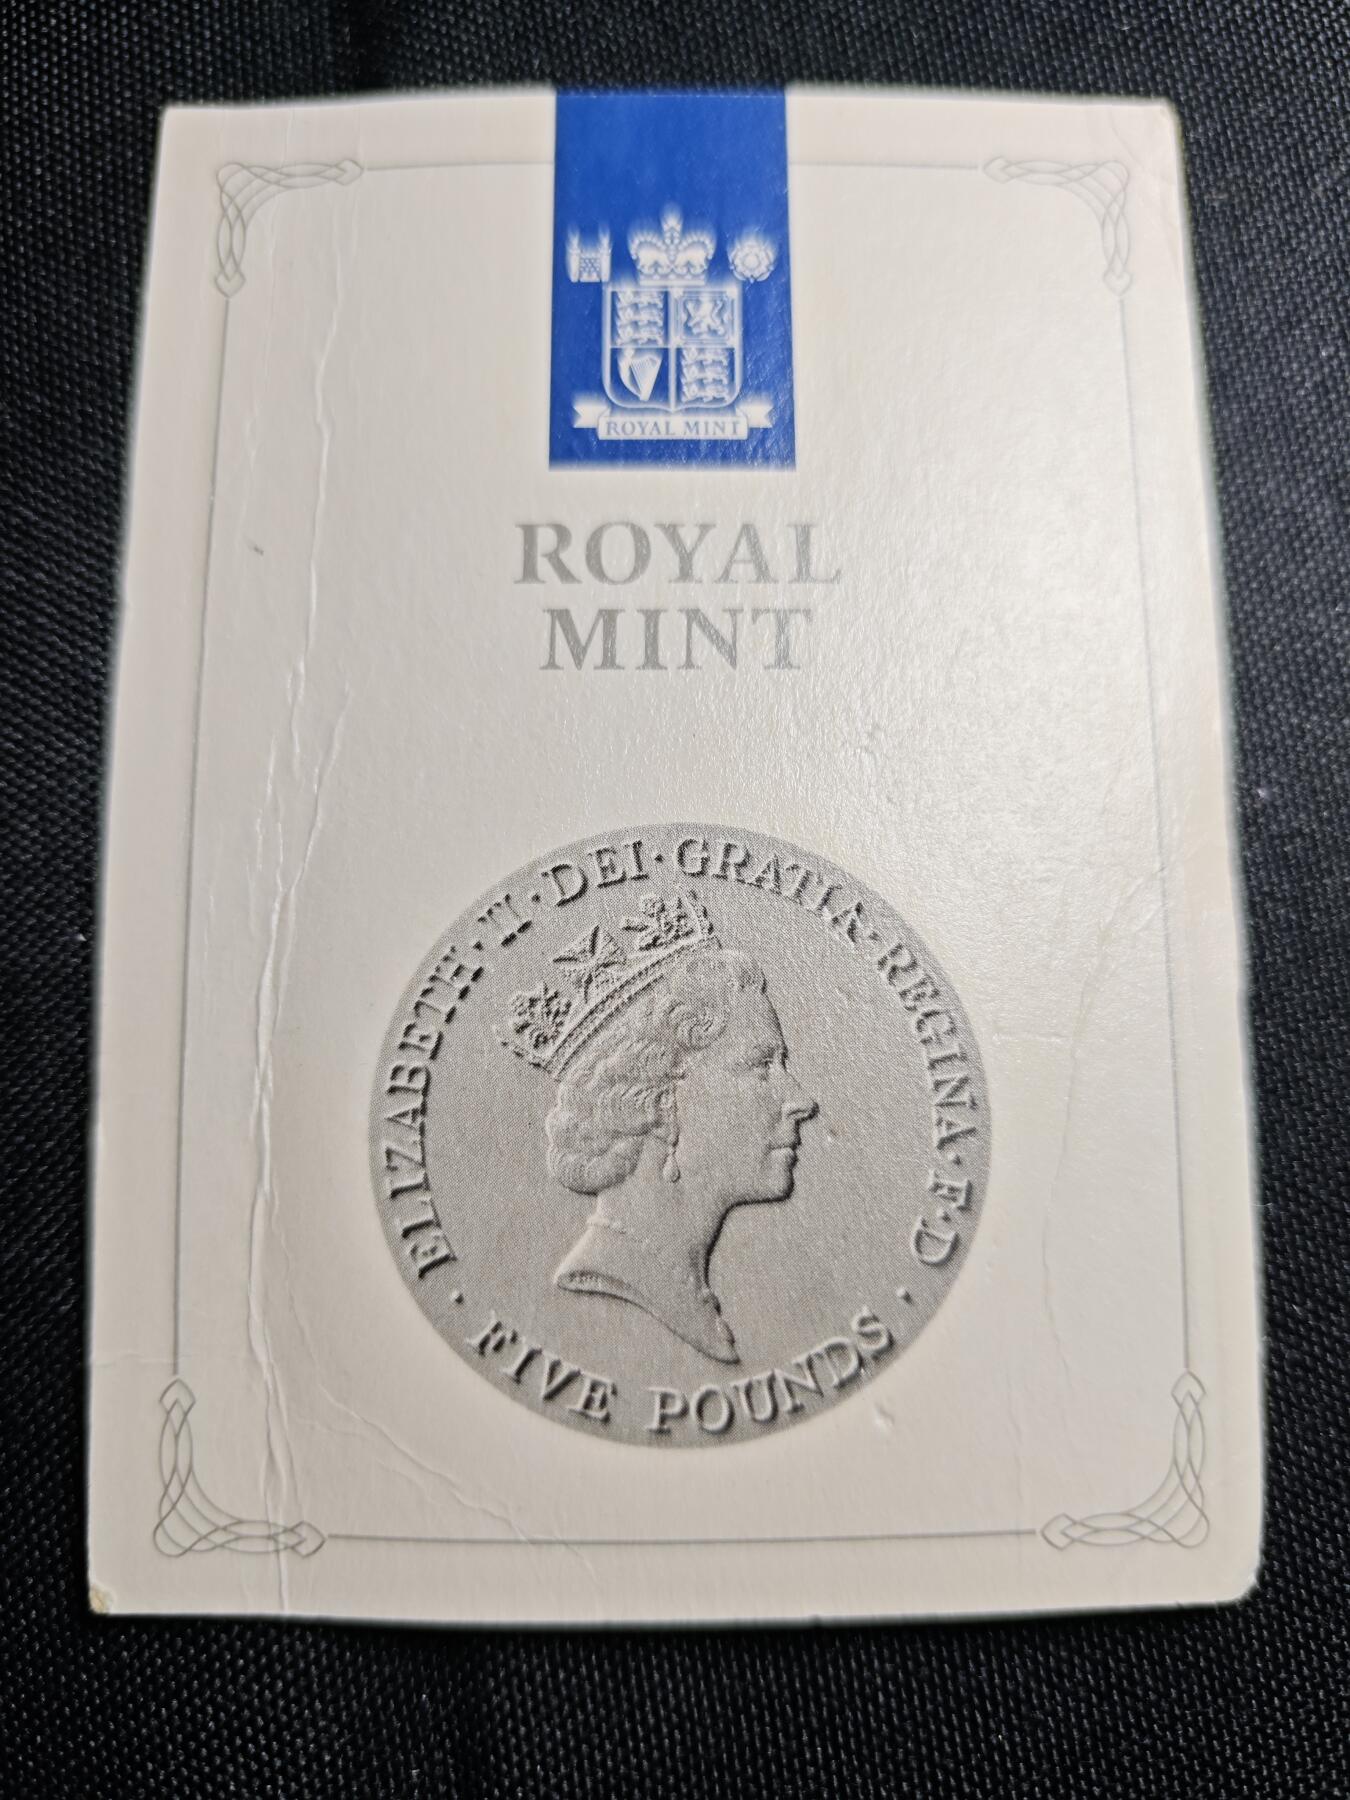 ROYAL MINT
ROYAL
MINT
ELIZABETH · II · DEI · GRATIA · REGINA · F · D ·
FIVE POUNDS ·